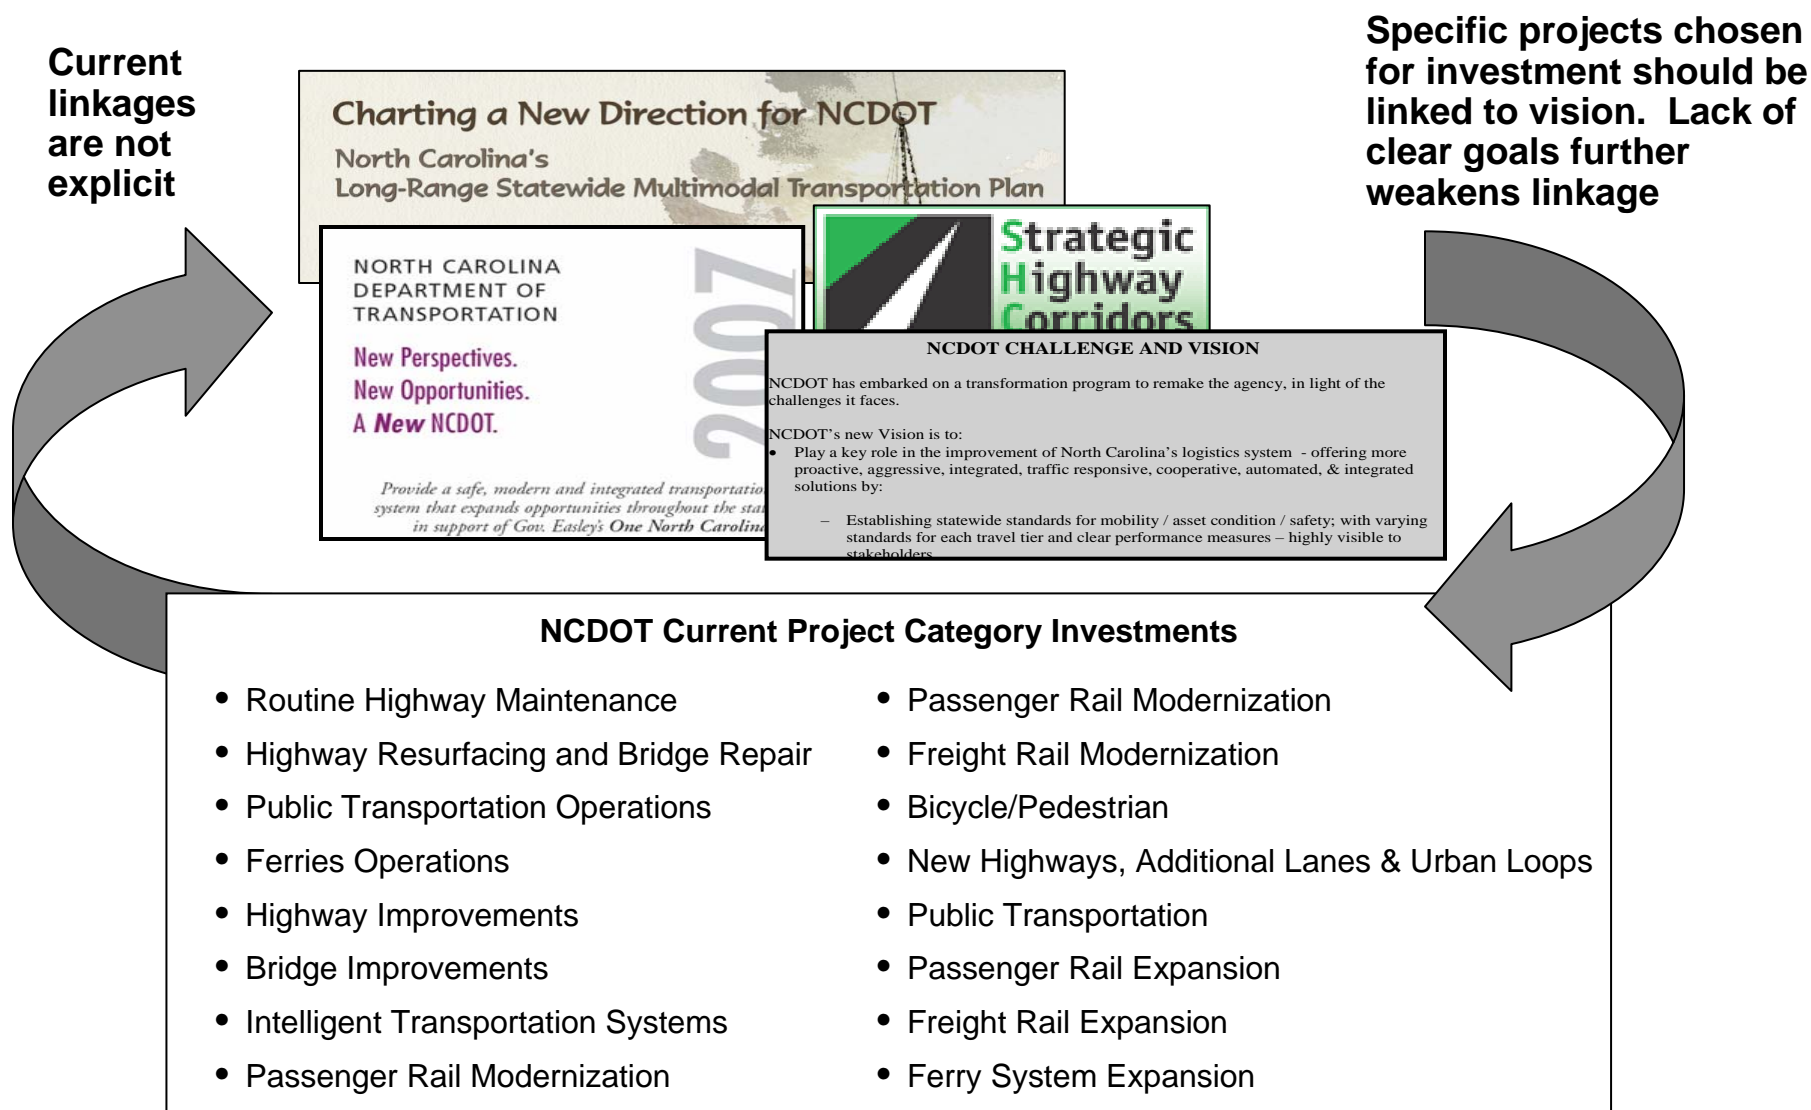 Current
linkages
are not
explicit
Specific projects chosen
for investment should be
linked to vision.  Lack of
clear goals further
weakens linkage
Charting a New Direction for NCDOT
North Carolina's
Long-Range Statewide Multimodal Transportation Plan
NORTH CAROLINA
DEPARTMENT OF
TRANSPORTATION
2007
New Perspectives.
New Opportunities.
A New NCDOT.
Provide a safe, modern and integrated
system that expands opportunities throughout the
in support of Gov. Easley's One North Carolina
Strategic
Highway
Corridors
NCDOT CHALLENGE AND VISION
NCDOT has embarked on a transformation program to remake the agency, in light of the
challenges it faces.
NCDOT's new Vision is to:
• Play a key role in the improvement of North Carolina's logistics system  - offering more
proactive, aggressive, integrated, traffic responsive, cooperative, automated, & integrated
solutions by:
– Establishing statewide standards for mobility / asset condition / safety; with varying
standards for each travel tier and clear performance measures – highly visible to
stakeholders
NCDOT Current Project Category Investments
• Routine Highway Maintenance
• Highway Resurfacing and Bridge Repair
• Public Transportation Operations
• Ferries Operations
• Highway Improvements
• Bridge Improvements
• Intelligent Transportation Systems
• Passenger Rail Modernization
• Passenger Rail Modernization
• Freight Rail Modernization
• Bicycle/Pedestrian
• New Highways, Additional Lanes & Urban Loops
• Public Transportation
• Passenger Rail Expansion
• Freight Rail Expansion
• Ferry System Expansion